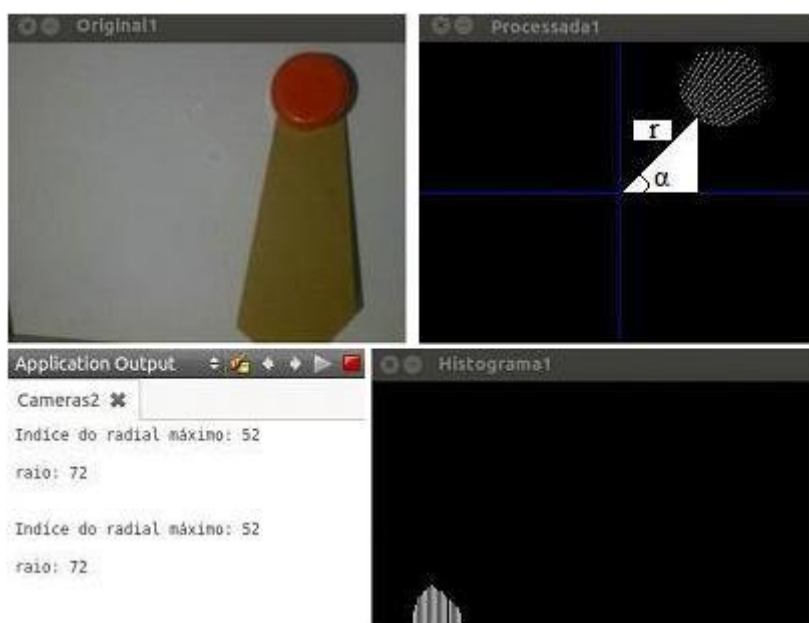 Original1
Processada1
r
α
Application Output
Cameras2
Indice do radial máximo: 52
raio: 72
Indice do radial máximo: 52
raio: 72
Histograma1